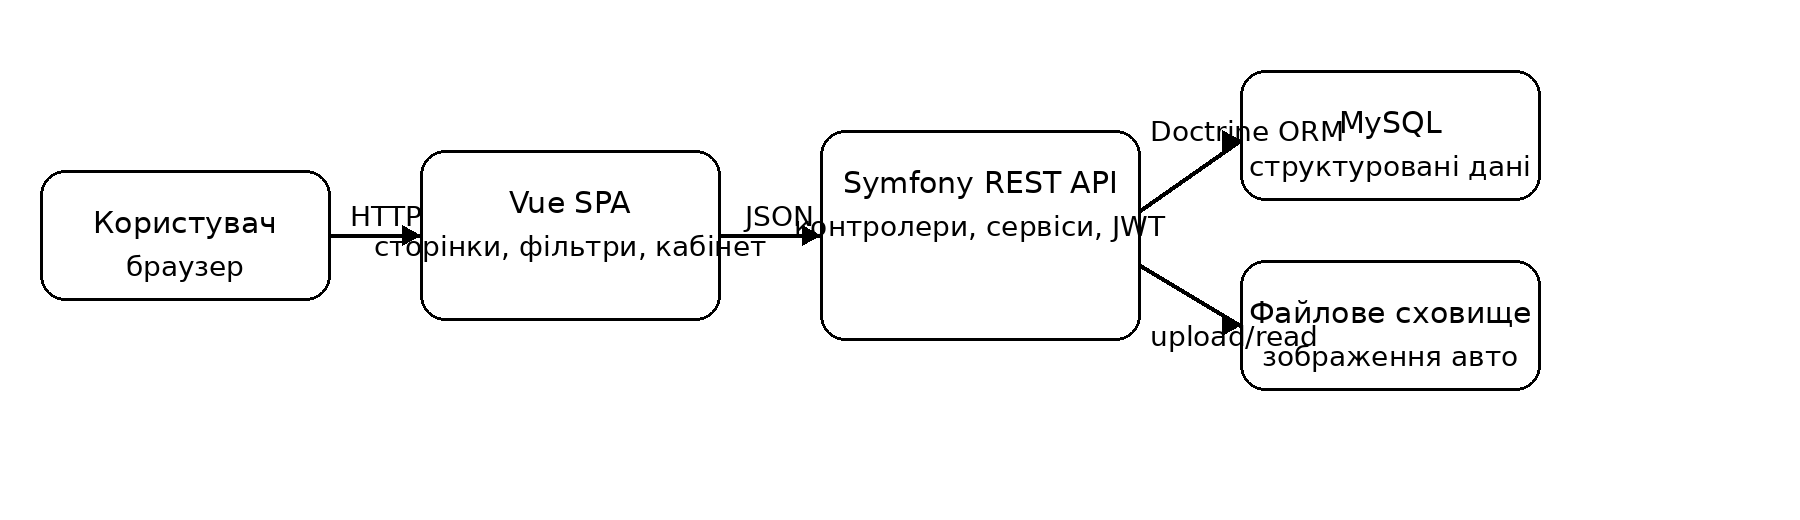 Користувач
браузер
HTTP
Vue SPA
сторінки, фільтри, кабінет
JSON
Symfony REST API
контролери, сервіси, JWT
Doctrine ORM
MySQL
структуровані дані
upload/read
Файлове сховище
зображення авто